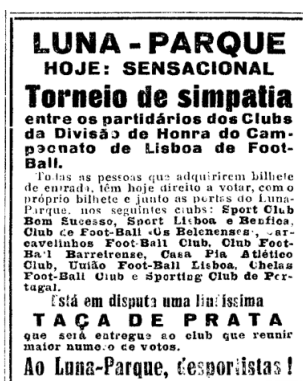 LUNA - PARQUE
HOJE: SENSACIONAL
Torneio de simpatia
entre os partidários dos Clubs
da Divisão de Honra do Cam-
peonato de Lisboa de Foot-
Ball.
Todas as pessoas que adquirirem bilhete
de entrada, têm hoje direito a votar, com o
próprio bilhete e junto as portas do Luna-
Parque, nos seguintes clubs: Sport Club
Bom Sucesso, Sport Lisboa e Benfica,
Club de Foot-Ball «Os Belenenses», Car-
cavelinhos Foot-Ball Club, Club Foot-
Ball Barreirense, Casa Pia Atlético
Club, União Foot-Ball Lisboa, Chelas
Foot-Ball Club e Sporting Club de Por-
tugal.
Está em disputa uma lindíssima
TAÇA DE PRATA
que será entregue ao club que reunir
maior numero de votos.
Ao Luna-Parque, desportistas!